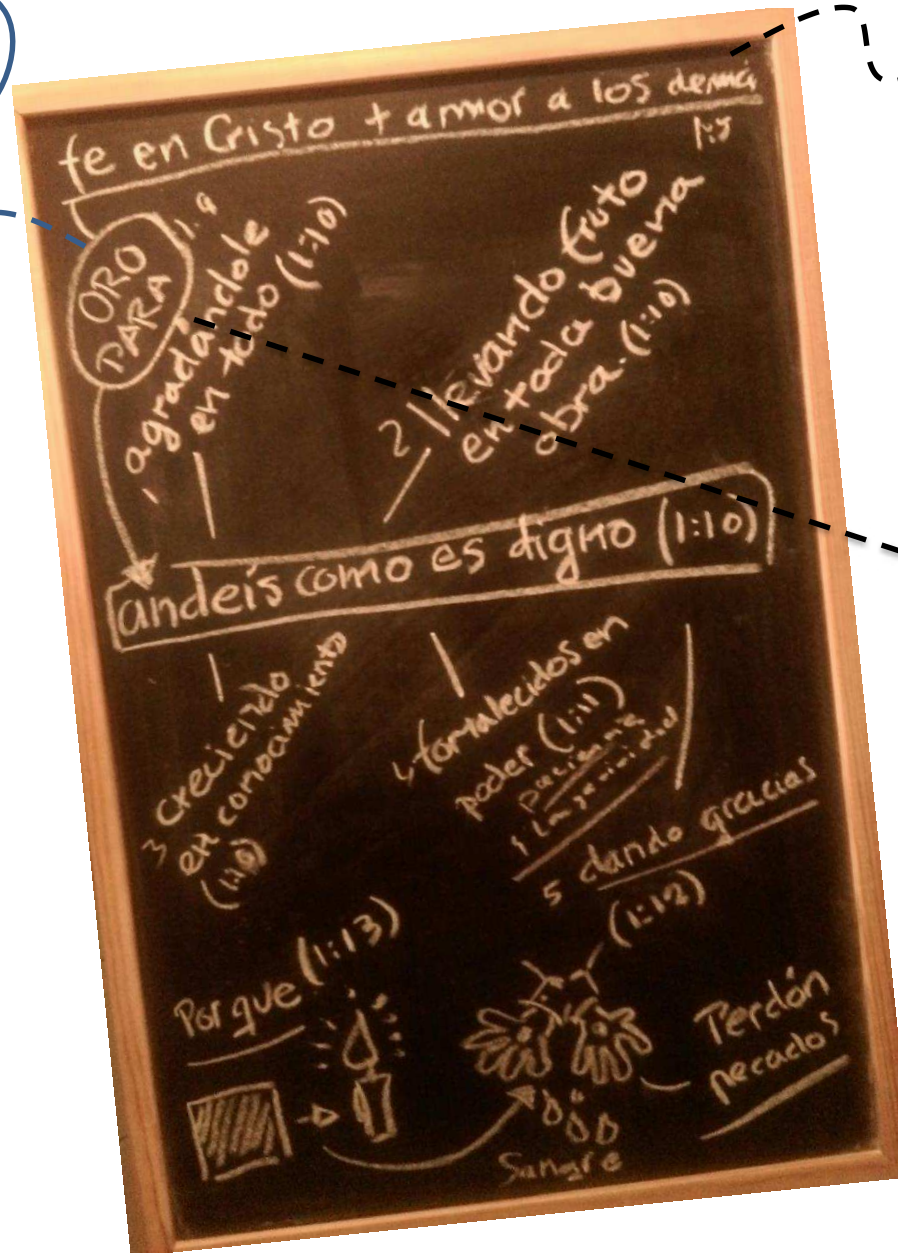 fe en Cristo + amor a los demás
ORO
PARA
1:9
1 agradándole
en todo (1:10)
2 llevando fruto
en toda buena
obra. (1:10)
andeis como es digno (1:10)
3 creciendo
en conocimiento
(1:10)
4 fortalecidos en
poder (1:11)
paciencia
y longanimidad
5 dando gracias
(1:12)
Porque (1:13)
Perdón
pecados
Sangre